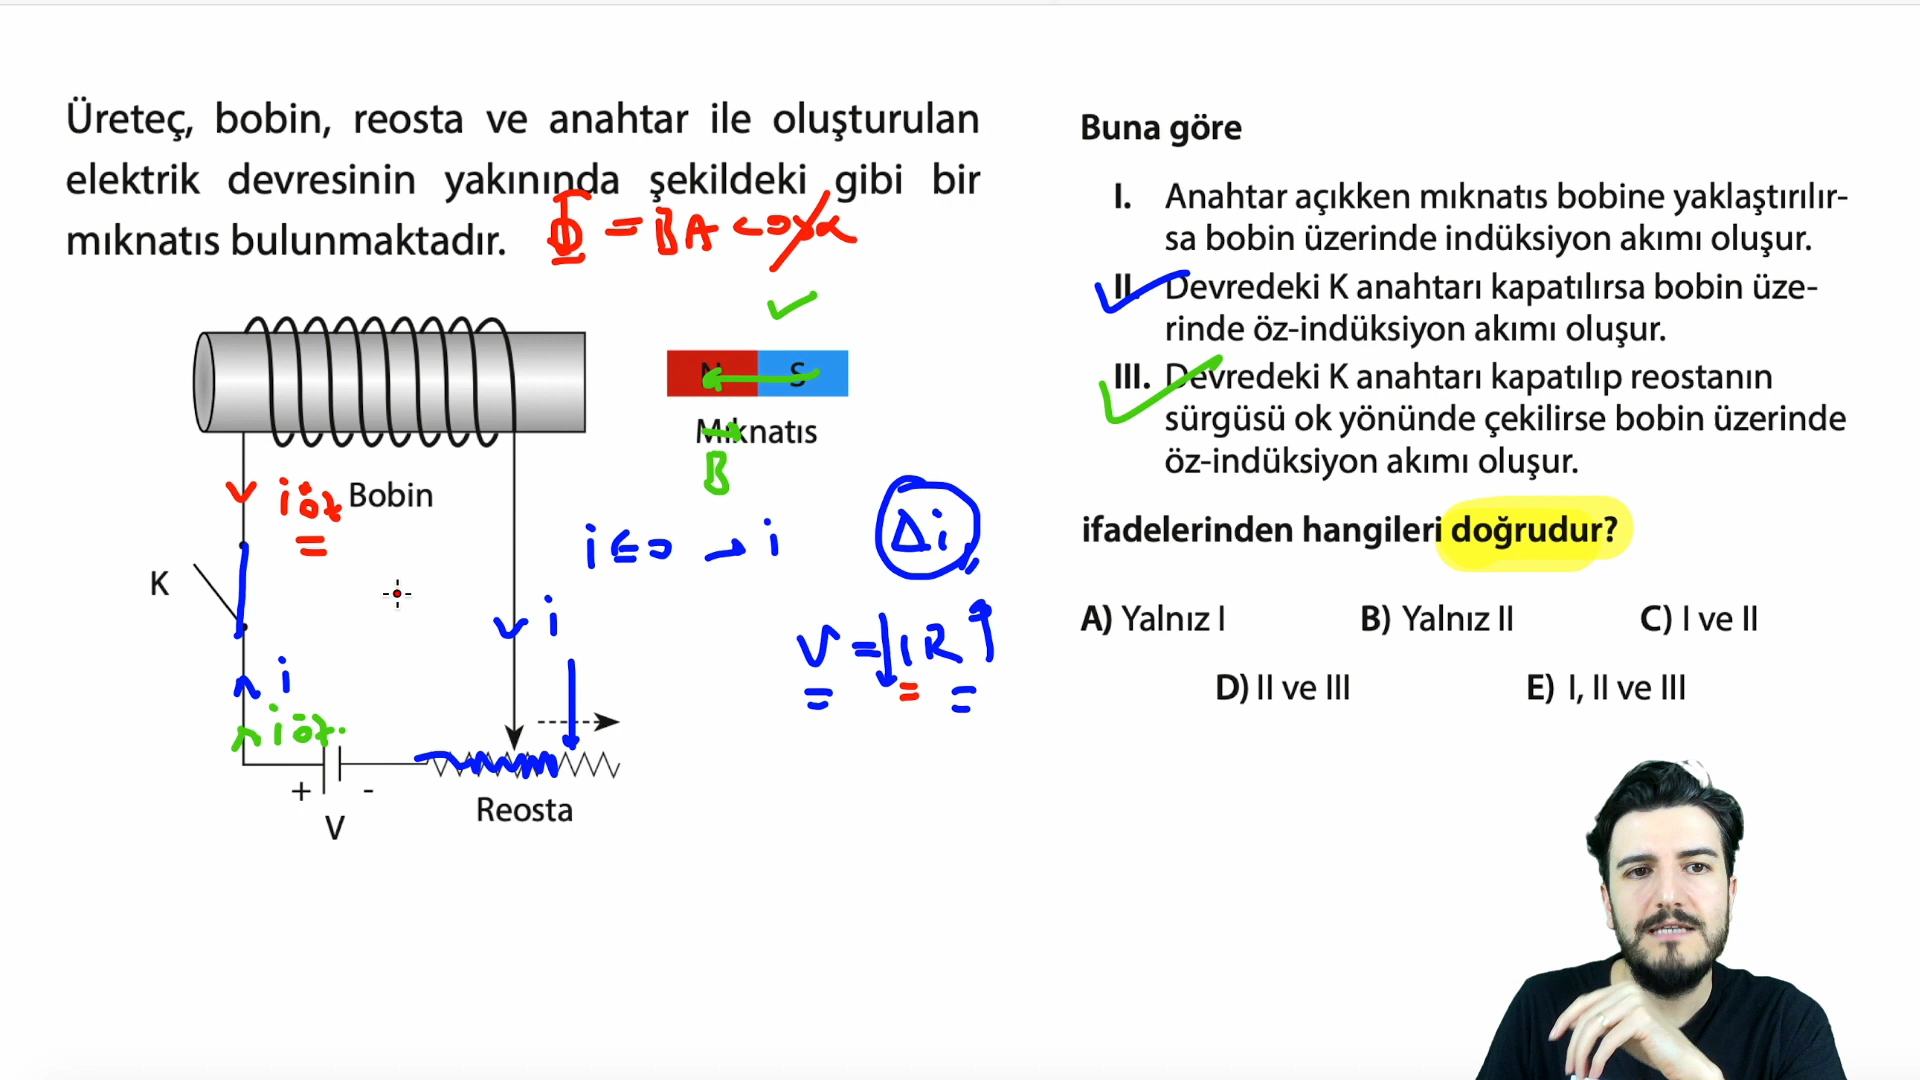 Üreteç, bobin, reosta ve anahtar ile oluşturulan
elektrik devresinin yakınında şekildeki gibi bir
mıknatıs bulunmaktadır.
Φ = BA cosα
N S
Mıknatıs
B
iöz
Bobin
i = 0 → i
Δi
K
i
V = I R
i
iöz
+ -
V
Reosta
Buna göre
I. Anahtar açıkken mıknatıs bobine yaklaştırılır-
sa bobin üzerinde indüksiyon akımı oluşur.
II. Devredeki K anahtarı kapatılırsa bobin üze-
rinde öz-indüksiyon akımı oluşur.
III. Devredeki K anahtarı kapatılıp reostanın
sürgüsü ok yönünde çekilirse bobin üzerinde
öz-indüksiyon akımı oluşur.
ifadelerinden hangileri doğrudur?
A) Yalnız I B) Yalnız II C) I ve II
D) II ve III E) I, II ve III